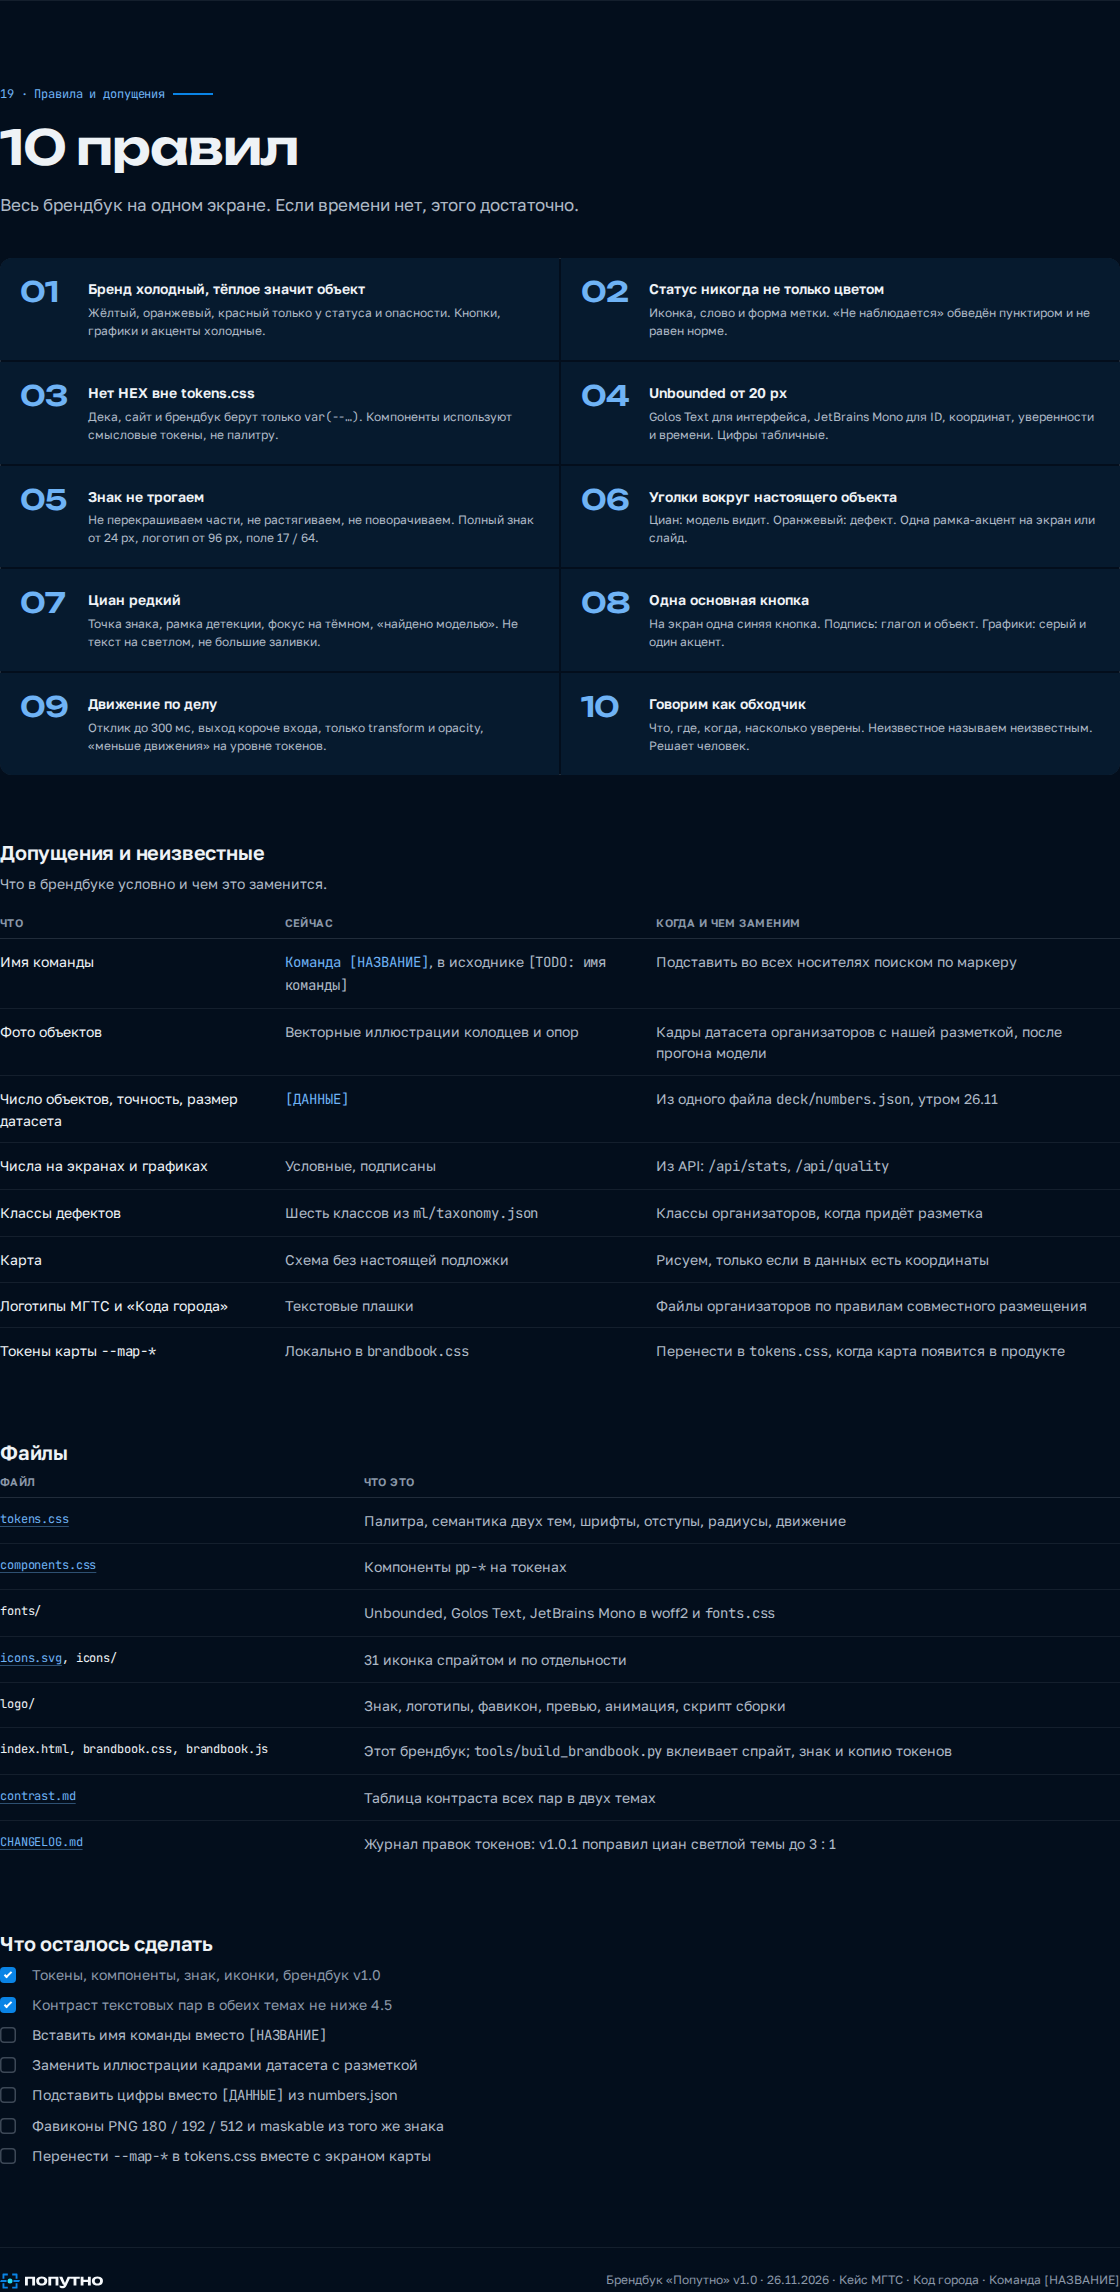 19 · Правила и допущения
10 правил
Весь брендбук на одном экране. Если времени нет, этого достаточно.
01
Бренд холодный, тёплое значит объект
Жёлтый, оранжевый, красный только у статуса и опасности. Кнопки,
графики и акценты холодные.
02
Статус никогда не только цветом
Иконка, слово и форма метки. «Не наблюдается» обведён пунктиром и не
равен норме.
03
Нет HEX вне tokens.css
Дека, сайт и брендбук берут только var(--…). Компоненты используют
смысловые токены, не палитру.
04
Unbounded от 20 px
Golos Text для интерфейса, JetBrains Mono для ID, координат, уверенности
и времени. Цифры табличные.
05
Знак не трогаем
Не перекрашиваем части, не растягиваем, не поворачиваем. Полный знак
от 24 px, логотип от 96 px, поле 17 / 64.
06
Уголки вокруг настоящего объекта
Циан: модель видит. Оранжевый: дефект. Одна рамка-акцент на экран или
слайд.
07
Циан редкий
Точка знака, рамка детекции, фокус на тёмном, «найдено моделью». Не
текст на светлом, не большие заливки.
08
Одна основная кнопка
На экран одна синяя кнопка. Подпись: глагол и объект. Графики: серый и
один акцент.
09
Движение по делу
Отклик до 300 мс, выход короче входа, только transform и opacity,
«меньше движения» на уровне токенов.
10
Говорим как обходчик
Что, где, когда, насколько уверены. Неизвестное называем неизвестным.
Решает человек.
Допущения и неизвестные
Что в брендбуке условно и чем это заменится.
ЧТО СЕЙЧАС КОГДА И ЧЕМ ЗАМЕНИМ
Имя команды Команда [НАЗВАНИЕ], в исходнике [TODO: имя Подставить во всех носителях поиском по маркеру
команды]
Фото объектов Векторные иллюстрации колодцев и опор Кадры датасета организаторов с нашей разметкой, после
прогона модели
Число объектов, точность, размер [ДАННЫЕ] Из одного файла deck/numbers.json, утром 26.11
датасета
Числа на экранах и графиках Условные, подписаны Из API: /api/stats, /api/quality
Классы дефектов Шесть классов из ml/taxonomy.json Классы организаторов, когда придёт разметка
Карта Схема без настоящей подложки Рисуем, только если в данных есть координаты
Логотипы МГТС и «Кода города» Текстовые плашки Файлы организаторов по правилам совместного размещения
Токены карты --map-* Локально в brandbook.css Перенести в tokens.css, когда карта появится в продукте
Файлы
ФАЙЛ ЧТО ЭТО
tokens.css Палитра, семантика двух тем, шрифты, отступы, радиусы, движение
components.css Компоненты pp-* на токенах
fonts/ Unbounded, Golos Text, JetBrains Mono в woff2 и fonts.css
icons.svg, icons/ 31 иконка спрайтом и по отдельности
logo/ Знак, логотипы, фавикон, превью, анимация, скрипт сборки
index.html, brandbook.css, brandbook.js Этот брендбук; tools/build_brandbook.py вклеивает спрайт, знак и копию токенов
contrast.md Таблица контраста всех пар в двух темах
CHANGELOG.md Журнал правок токенов: v1.0.1 поправил циан светлой темы до 3 : 1
Что осталось сделать
Токены, компоненты, знак, иконки, брендбук v1.0
Контраст текстовых пар в обеих темах не ниже 4.5
Вставить имя команды вместо [НАЗВАНИЕ]
Заменить иллюстрации кадрами датасета с разметкой
Подставить цифры вместо [ДАННЫЕ] из numbers.json
Фавиконы PNG 180 / 192 / 512 и maskable из того же знака
Перенести --map-* в tokens.css вместе с экраном карты
попутно Брендбук «Попутно» v1.0 · 26.11.2026 · Кейс МГТС · Код города · Команда [НАЗВАНИЕ]